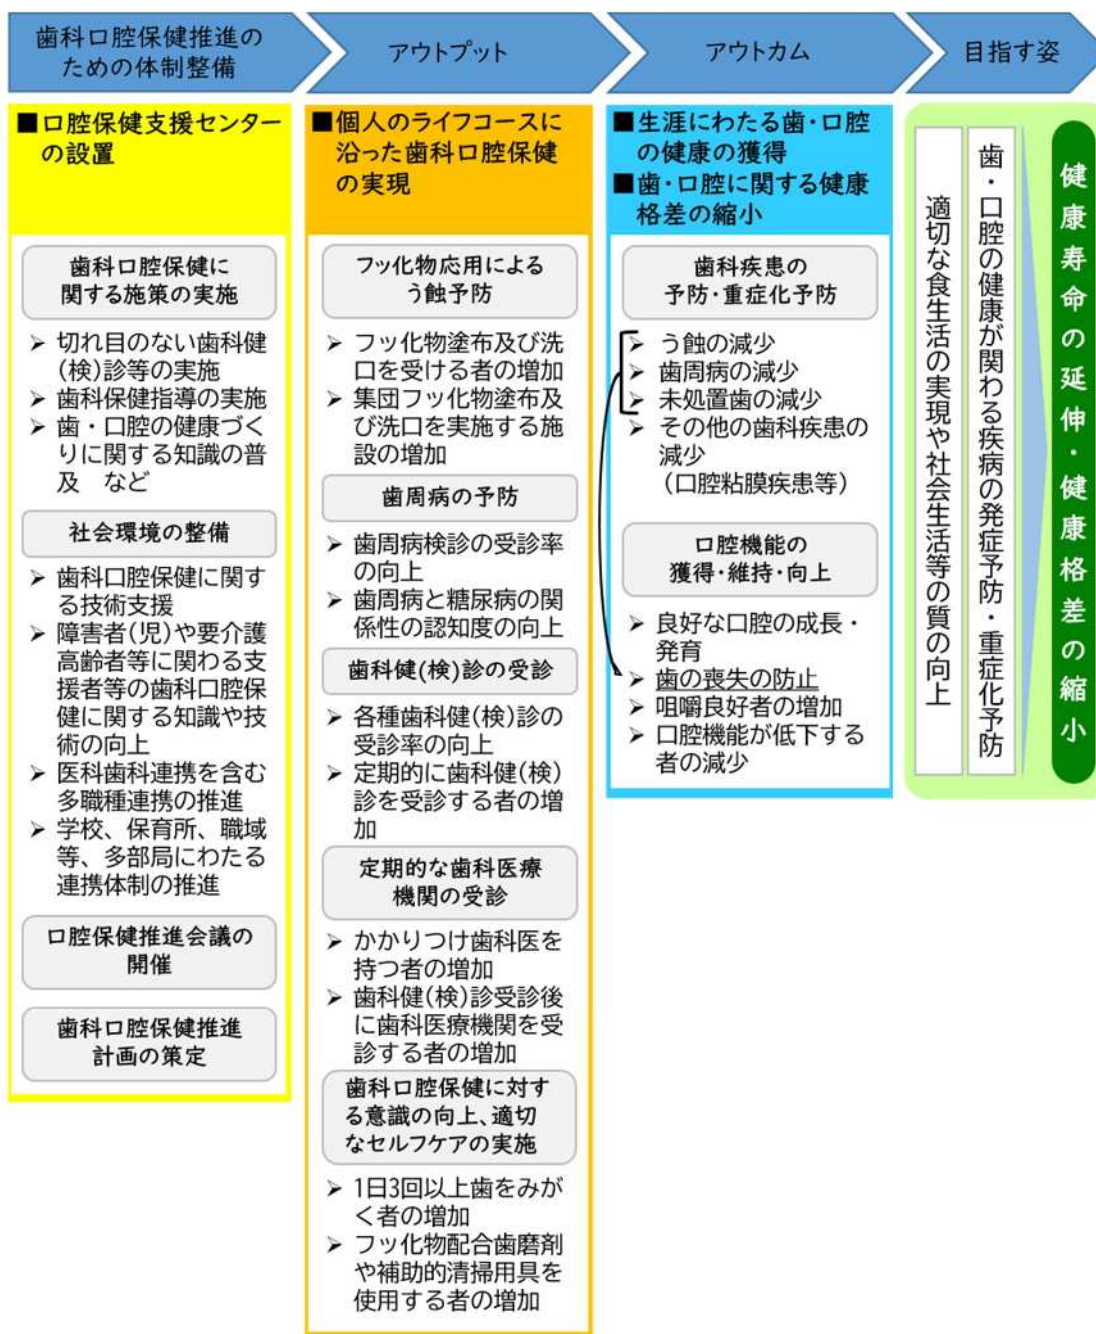 歯科口腔保健推進の
ための体制整備
アウトプット
アウトカム
目指す姿
■口腔保健支援センター
の設置
歯科口腔保健に
関する施策の実施
➢ 切れ目のない歯科健
(検)診等の実施
➢ 歯科保健指導の実施
➢ 歯・口腔の健康づく
りに関する知識の普
及　など
社会環境の整備
➢ 歯科口腔保健に関す
る技術支援
➢ 障害者(児)や要介護
高齢者等に関わる支
援者等の歯科口腔保
健に関する知識や技
術の向上
➢ 医科歯科連携を含む
多職種連携の推進
➢ 学校、保育所、職域
等、多部局にわたる
連携体制の推進
口腔保健推進会議の
開催
歯科口腔保健推進
計画の策定
■個人のライフコースに
沿った歯科口腔保健
の実現
フッ化物応用による
う蝕予防
➢ フッ化物塗布及び洗
口を受ける者の増加
➢ 集団フッ化物塗布及
び洗口を実施する施
設の増加
歯周病の予防
➢ 歯周病検診の受診率
の向上
➢ 歯周病と糖尿病の関
係性の認知度の向上
歯科健(検)診の受診
➢ 各種歯科健(検)診の
受診率の向上
➢ 定期的に歯科健(検)
診を受診する者の増
加
定期的な歯科医療
機関の受診
➢ かかりつけ歯科医を
持つ者の増加
➢ 歯科健(検)診受診後
に歯科医療機関を受
診する者の増加
歯科口腔保健に対す
る意識の向上、適切
なセルフケアの実施
➢ 1日3回以上歯をみが
く者の増加
➢ フッ化物配合歯磨剤
や補助的清掃用具を
使用する者の増加
■生涯にわたる歯・口腔
の健康の獲得
■歯・口腔に関する健康
格差の縮小
歯科疾患の
予防・重症化予防
➢ う蝕の減少
➢ 歯周病の減少
➢ 未処置歯の減少
➢ その他の歯科疾患の
減少
（口腔粘膜疾患等）
口腔機能の
獲得・維持・向上
➢ 良好な口腔の成長・
発育
➢ 歯の喪失の防止
➢ 咀嚼良好者の増加
➢ 口腔機能が低下する
者の減少
歯・口腔の健康が関わる疾病の発症予防・重症化予防
適切な食生活の実現や社会生活等の質の向上
健康寿命の延伸・健康格差の縮小